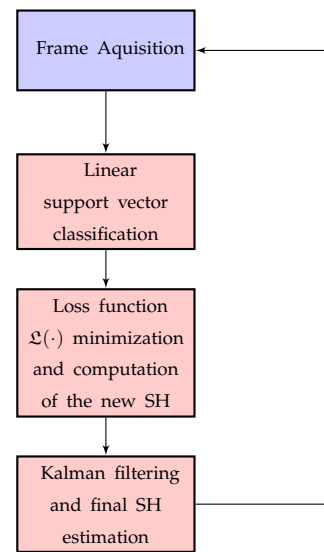 Frame Aquisition
Linear
support vector
classification
Loss function
𝔏(·) minimization
and computation
of the new SH
Kalman filtering
and final SH
estimation